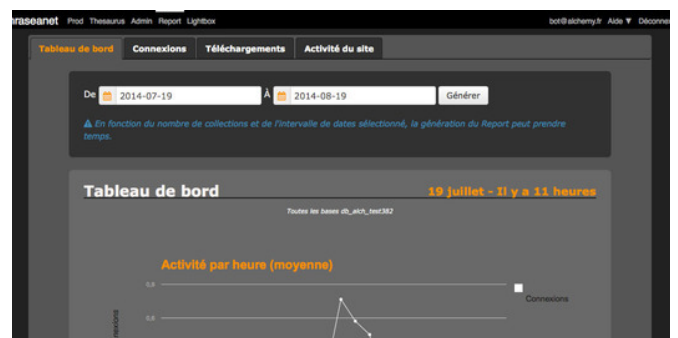 raseanet Prod Thesaurus Admin Report Lightbox bot@alchemy.fr Aide ▼ Déconnex
Tableau de bord Connexions Téléchargements Activité du site
De 2014-07-19 À 2014-08-19 Générer
En fonction du nombre de collections et de l'intervalle de dates sélectionné, la génération du Report peut prendre
temps.
Tableau de bord 19 juillet - Il y a 11 heures
Toutes les bases db_alch_test382
Activité par heure (moyenne)
0,8
Connexions
0,6
nexions